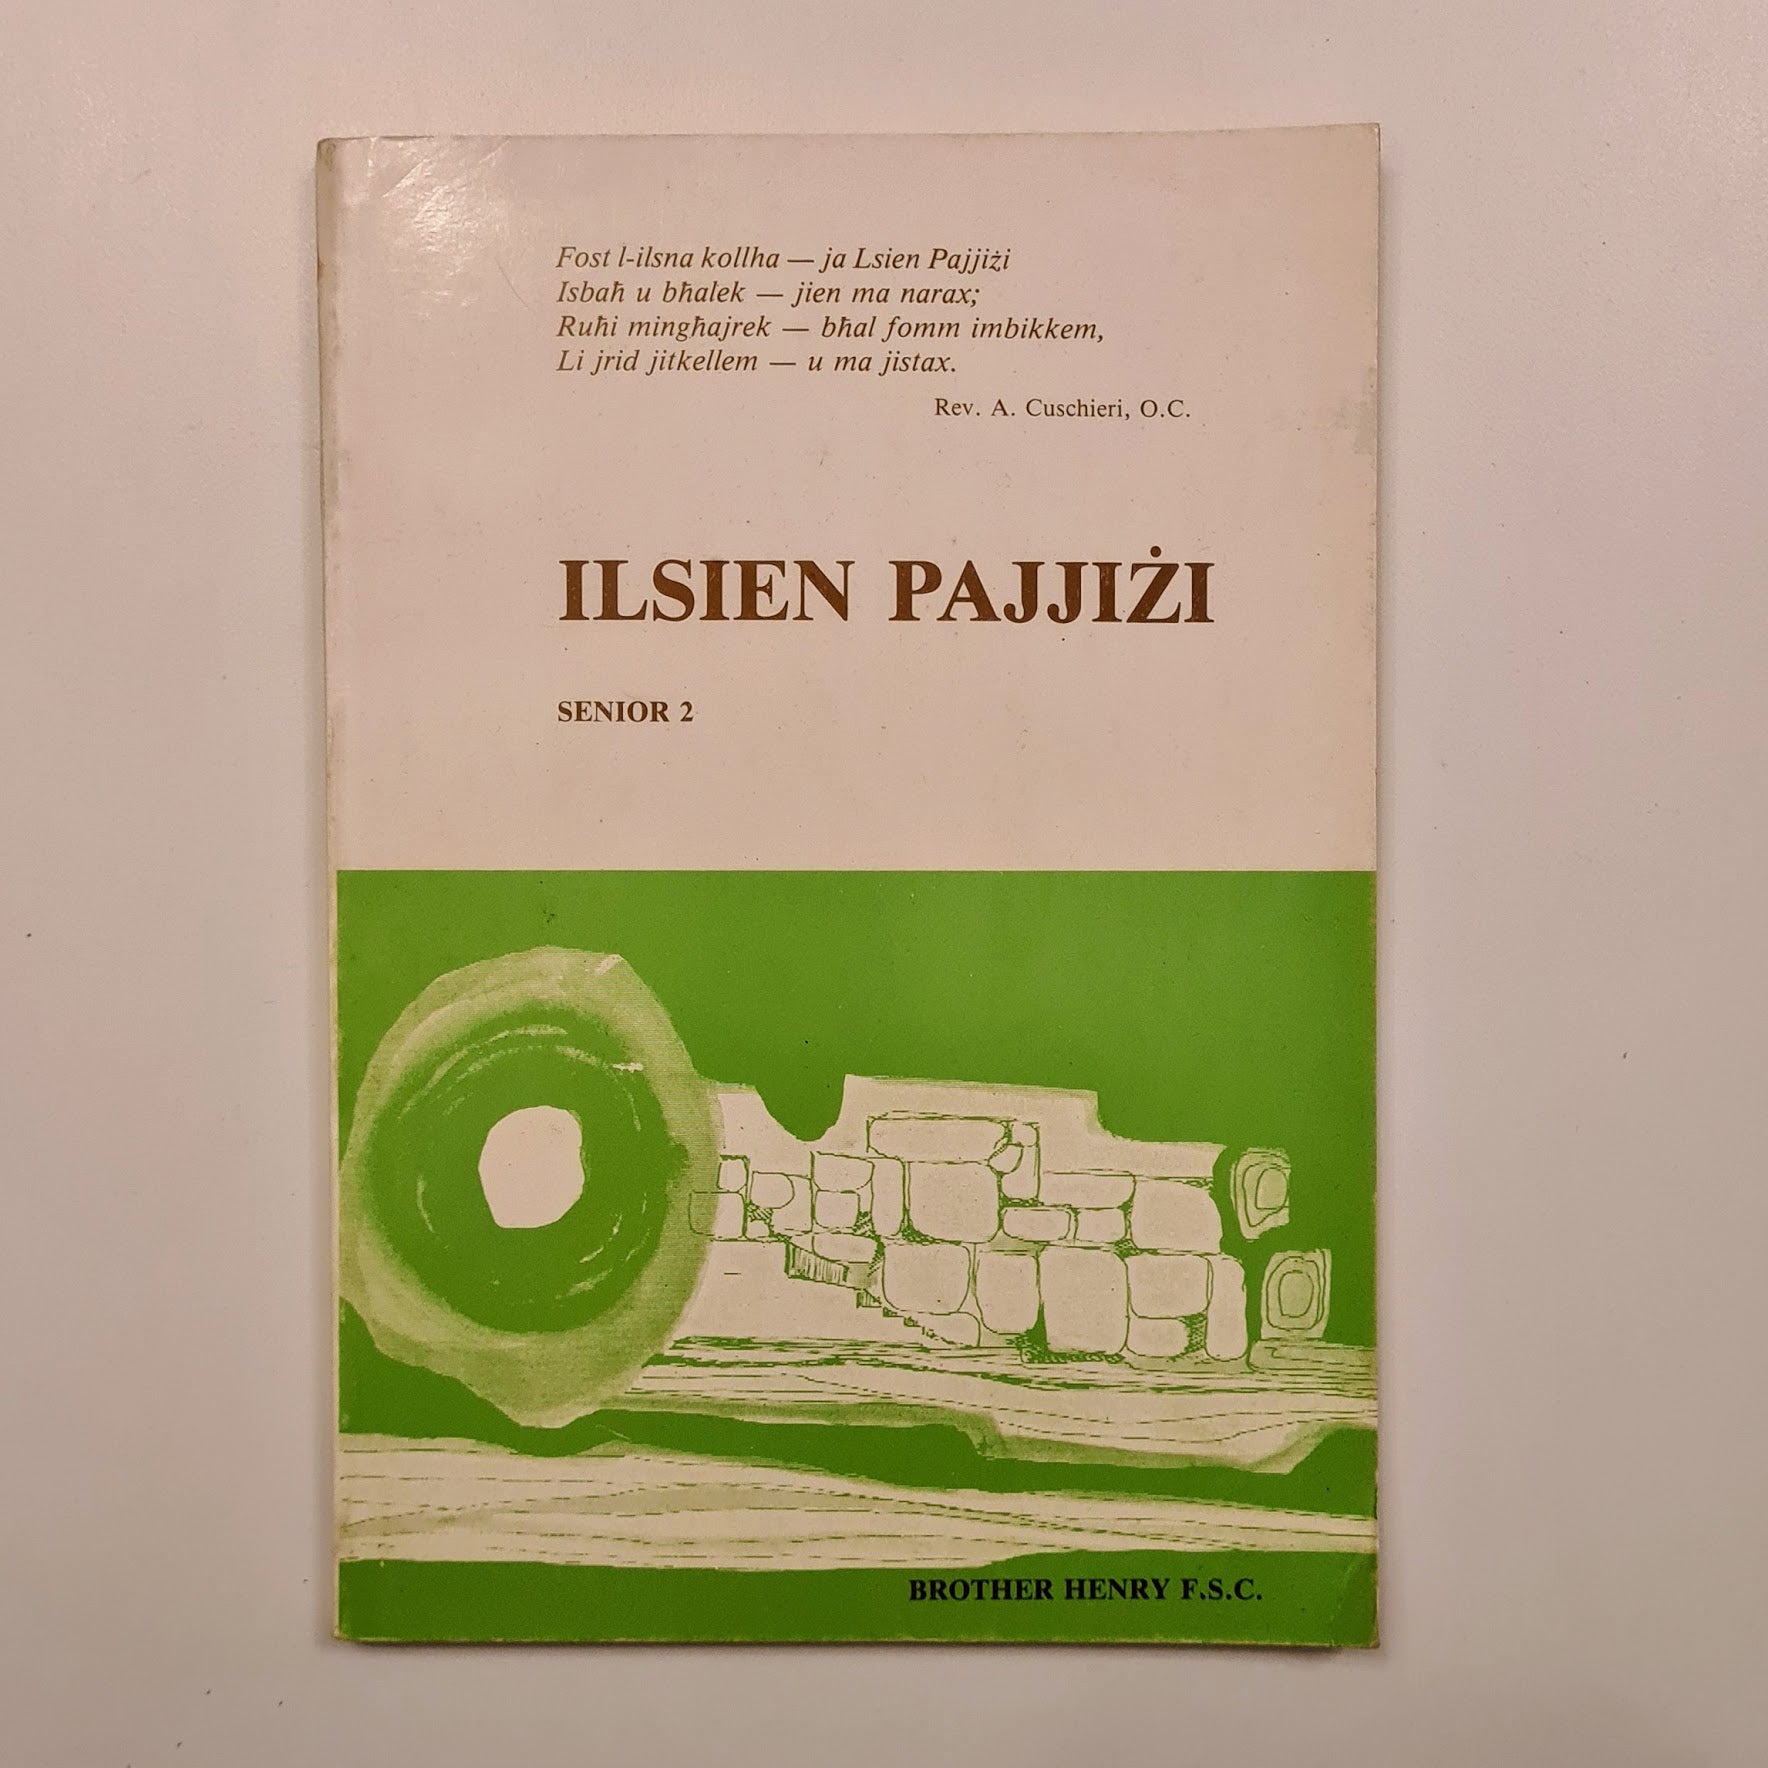 Fost l-ilsna kollha — ja Lsien Pajjiżi
Isbaħ u bħalek — jien ma narax;
Ruħi mingħajrek — bħal fomm imbikkem,
Li jrid jitkellem — u ma jistax.
Rev. A. Cuschieri, O.C.
ILSIEN PAJJIŻI
SENIOR 2
BROTHER HENRY F.S.C.